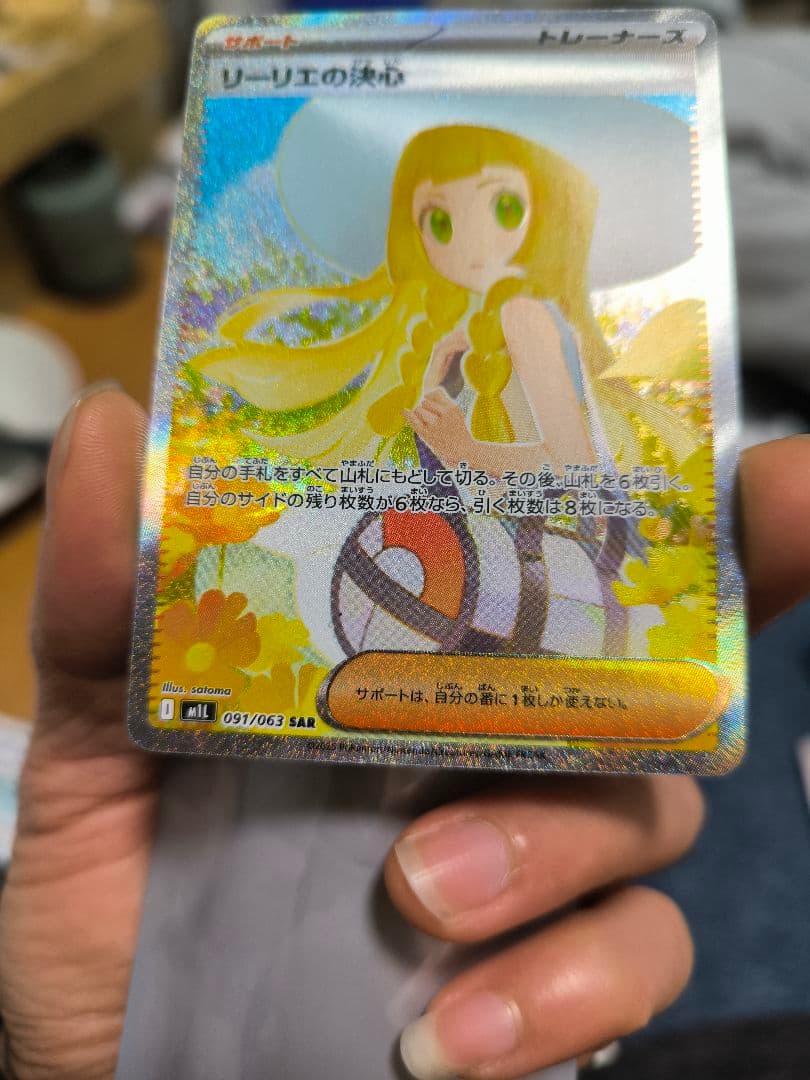 サポート
トレーナーズ
リーリエの決心
自分の手札をすべて山札にもどして切る。その後、山札を6枚引く。
自分のサイドの残り枚数が6枚なら、引く枚数は8枚になる。
サポートは、自分の番に1枚しか使えない。
Illus. satoma
I M1L 091/063 SAR